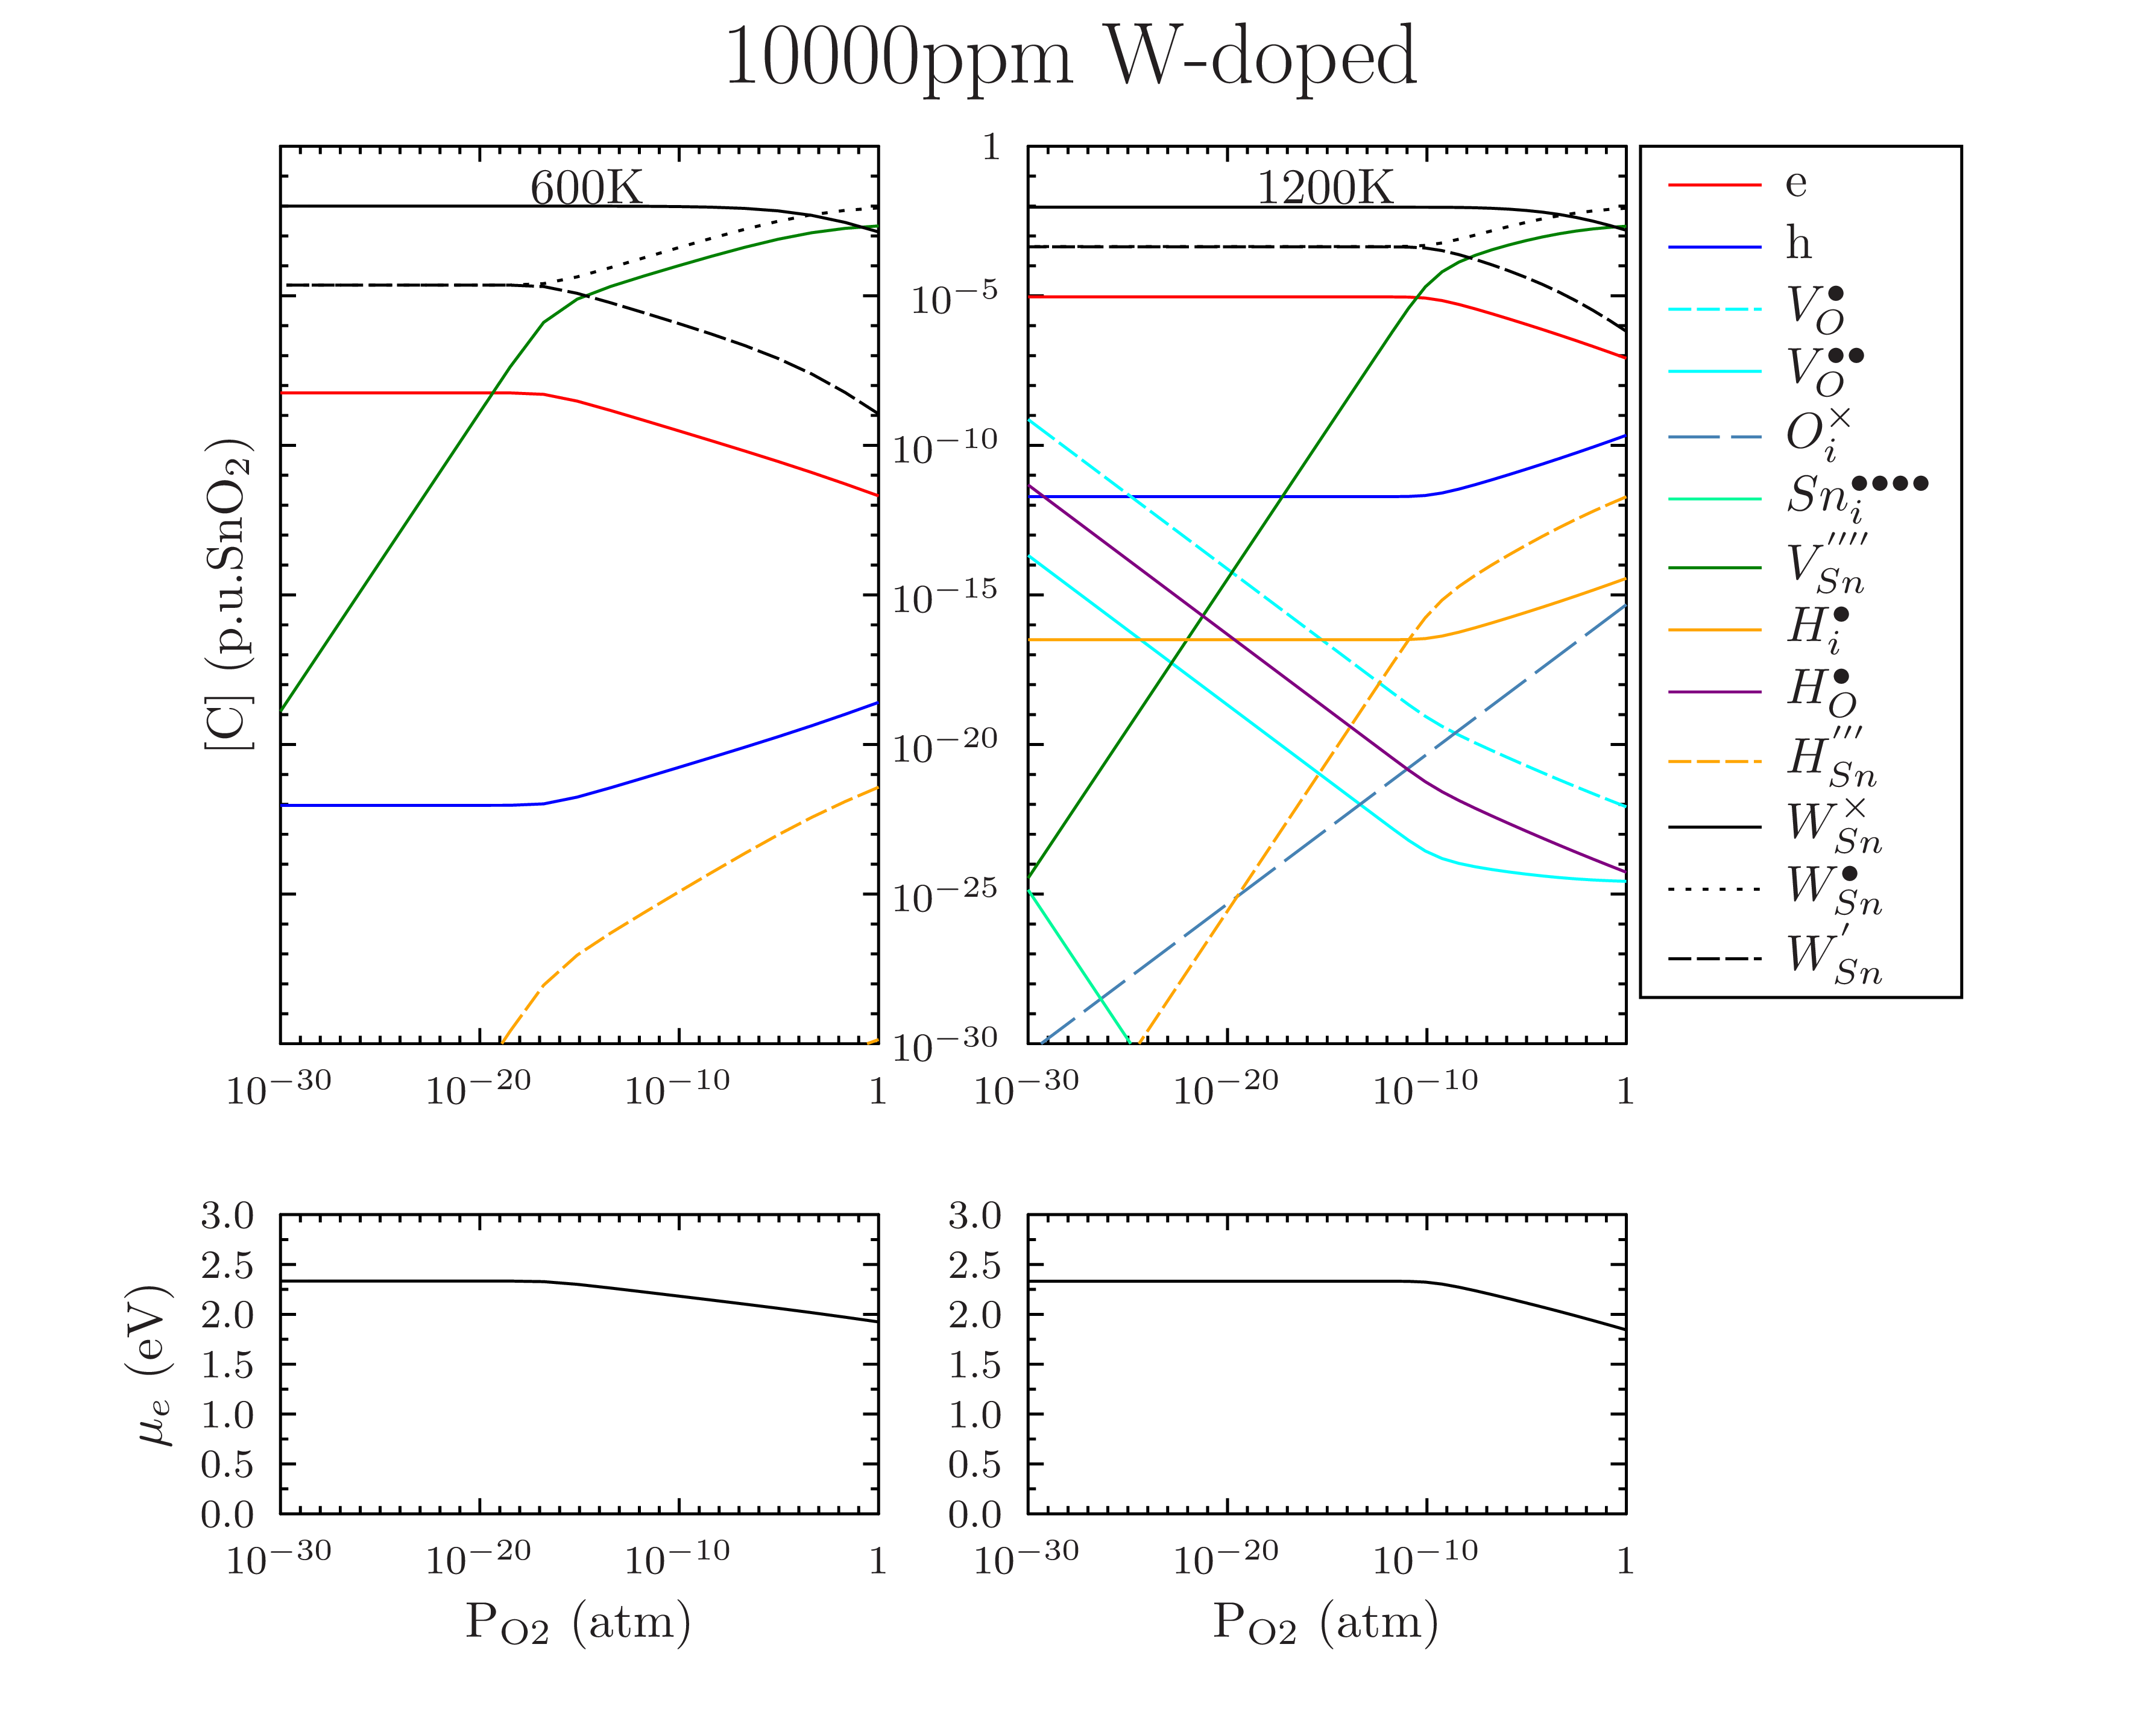 10000ppm W-doped
[C] (p.u.SnO₂)
600K
10⁻³⁰ 10⁻²⁰ 10⁻¹⁰ 1
1200K
1
10⁻⁵
10⁻¹⁰
10⁻¹⁵
10⁻²⁰
10⁻²⁵
10⁻³⁰
10⁻³⁰ 10⁻²⁰ 10⁻¹⁰ 1
e
h
V_O^•
V_O^••
O_i^×
Sn_i^••••
V_Sn^''''
H_i^•
H_O^•
H_Sn^'''
W_Sn^×
W_Sn^•
W_Sn^'
μₑ (eV)
3.0
2.5
2.0
1.5
1.0
0.5
0.0
10⁻³⁰ 10⁻²⁰ 10⁻¹⁰ 1
P_O2 (atm)
3.0
2.5
2.0
1.5
1.0
0.5
0.0
10⁻³⁰ 10⁻²⁰ 10⁻¹⁰ 1
P_O2 (atm)